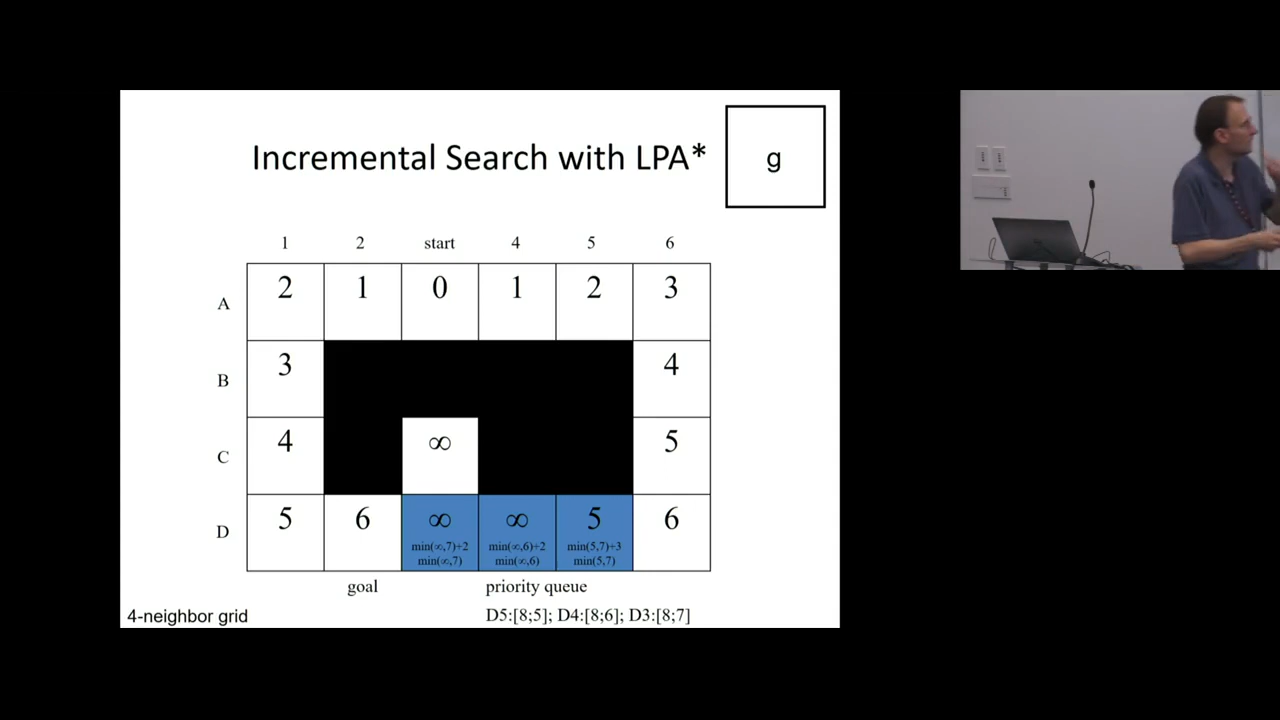 Incremental Search with LPA*
g
1 2 start 4 5 6
A 2 1 0 1 2 3
B 3 4
C 4 ∞ 5
D 5 6 ∞ ∞ 5 6
min(∞,7)+2 min(∞,6)+2 min(5,7)+3
min(∞,7) min(∞,6) min(5,7)
goal priority queue
4-neighbor grid D5:[8;5]; D4:[8;6]; D3:[8;7]